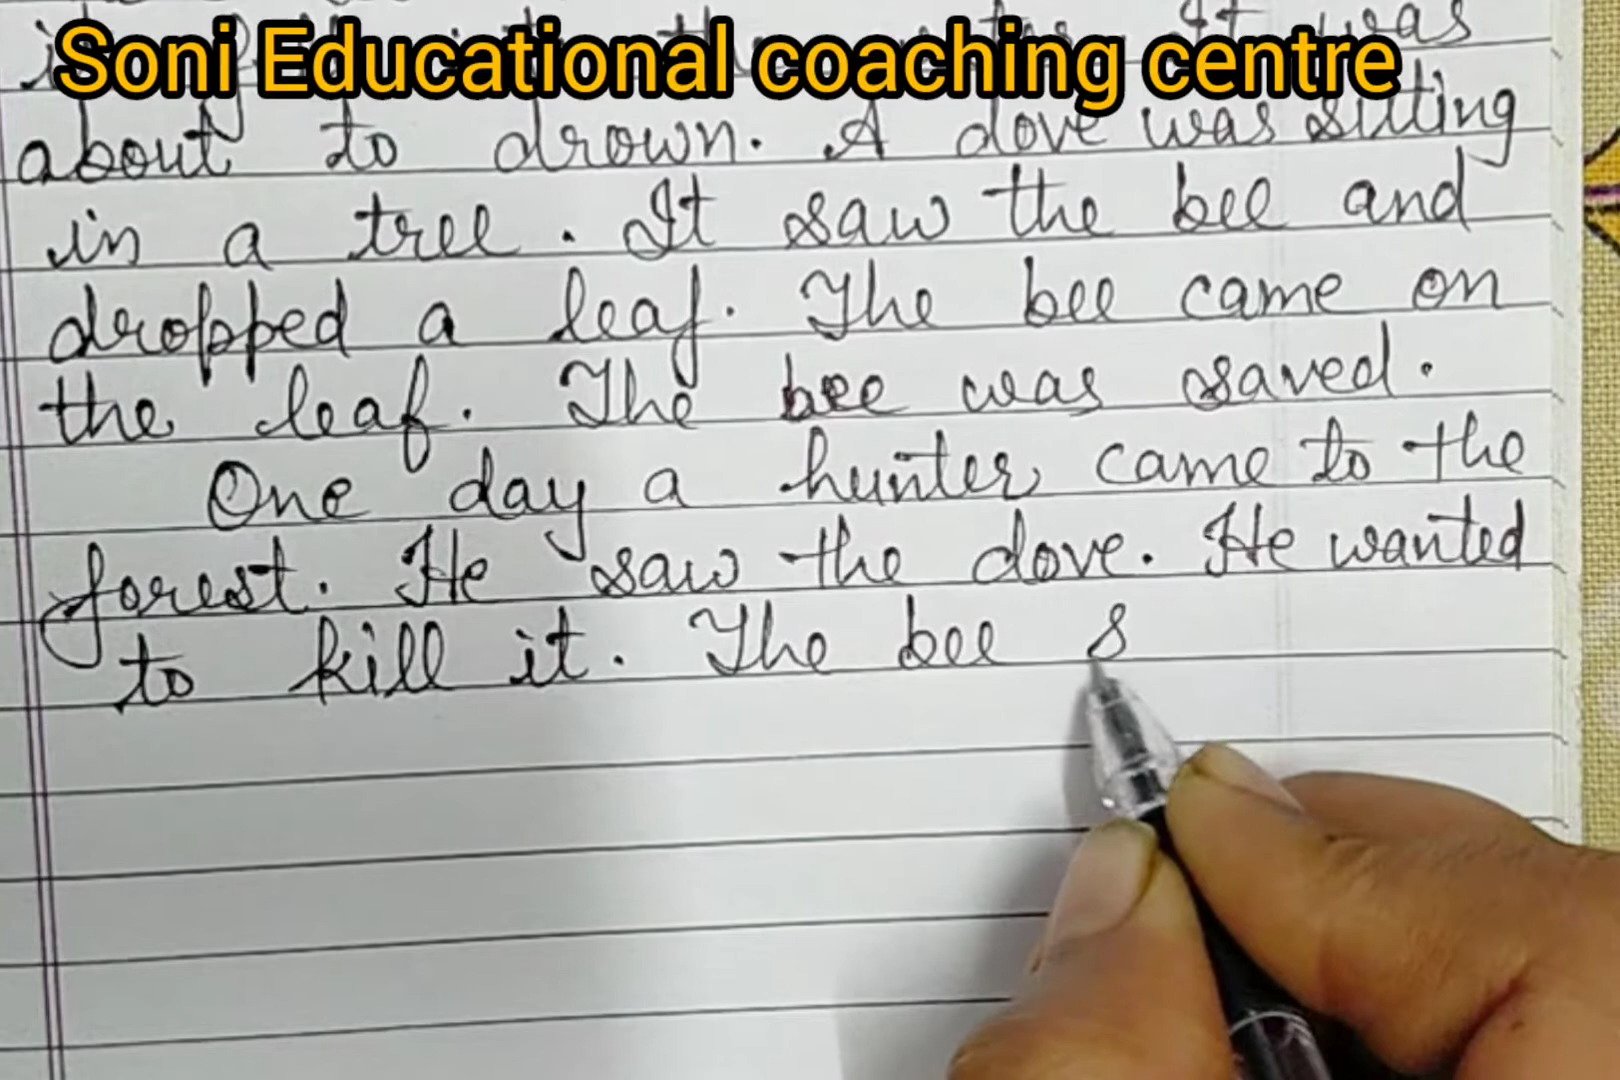 Soni Educational coaching centre
It was
about to drown. A dove was sitting
in a tree. It saw the bee and
dropped a leaf. The bee came on
the leaf. The bee was saved.
One day a hunter came to the
forest. He saw the dove. He wanted
to kill it. The bee s